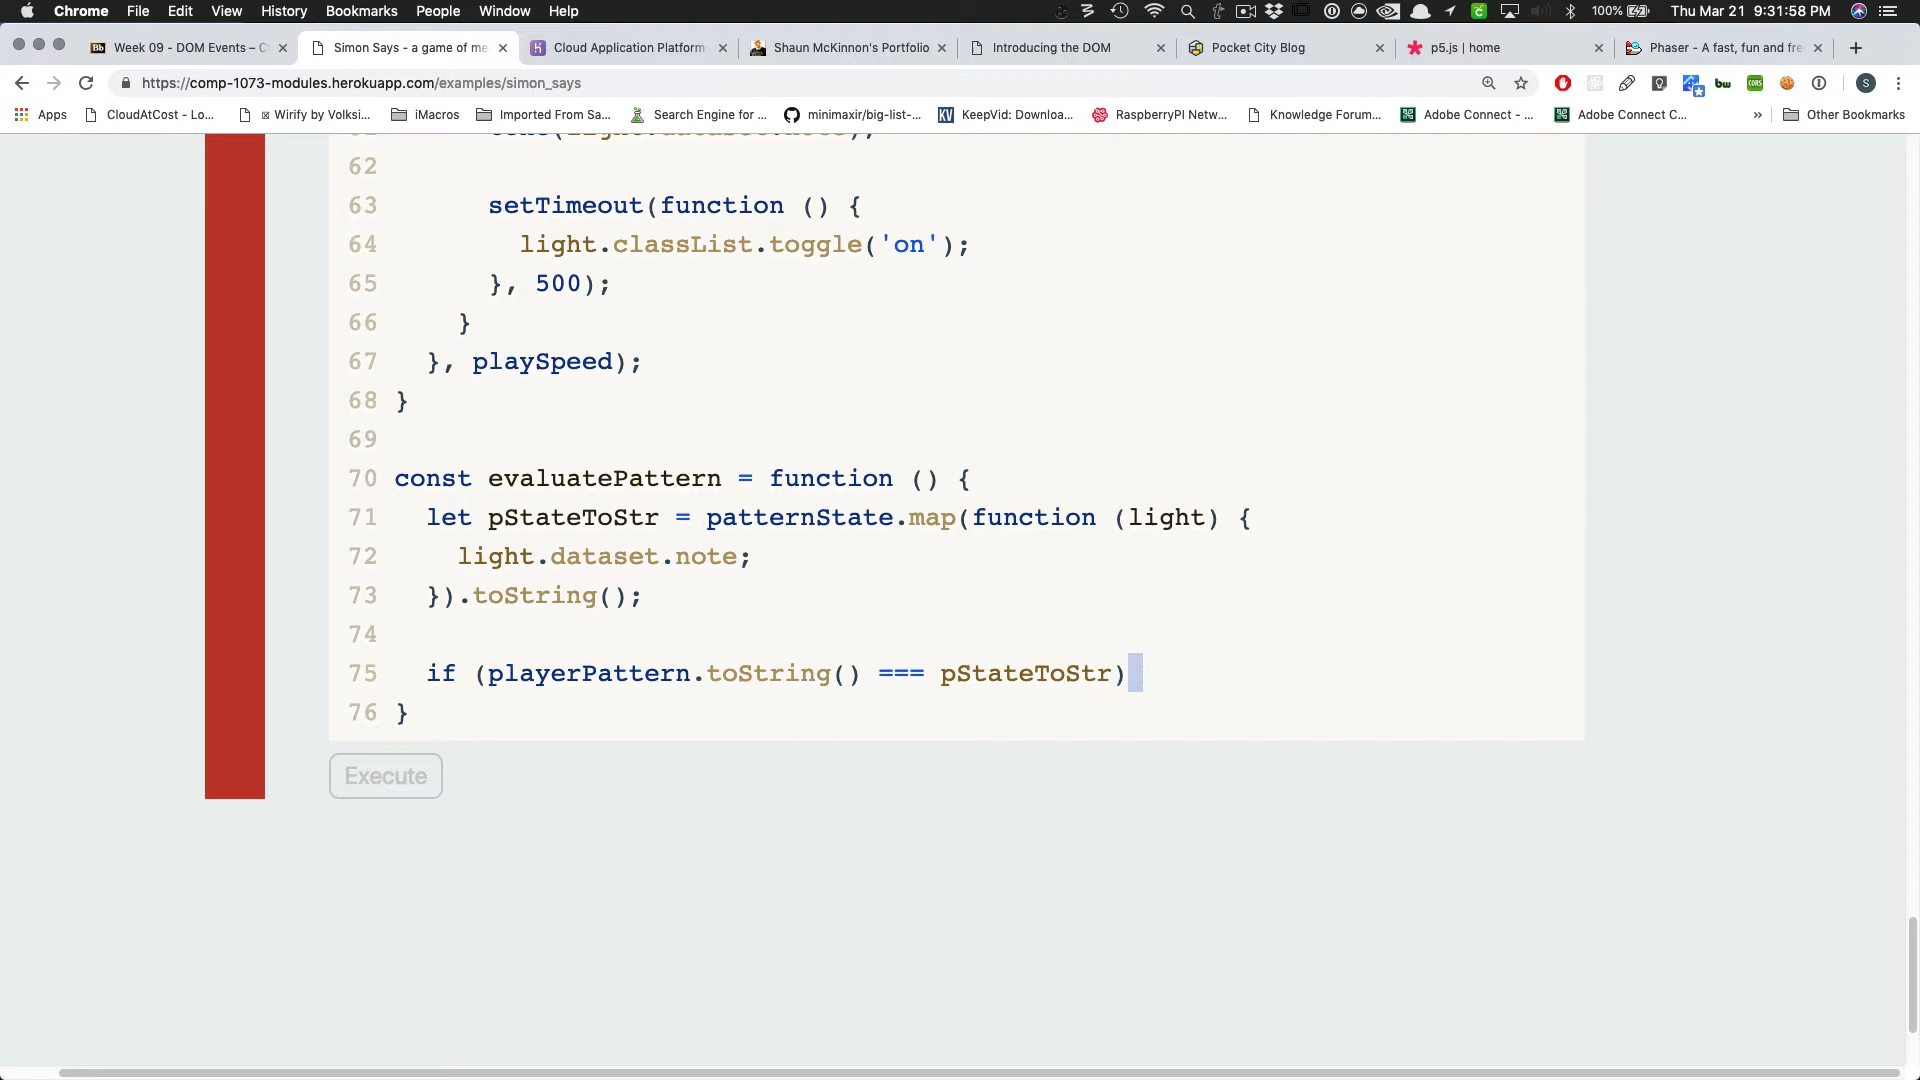 Chrome File Edit View History Bookmarks People Window Help 100% Thu Mar 21 9:31:58 PM
Week 09 - DOM Events – C Simon Says - a game of me Cloud Application Platform Shaun McKinnon's Portfolio Introducing the DOM Pocket City Blog p5.js | home Phaser - A fast, fun and fre
https://comp-1073-modules.herokuapp.com/examples/simon_says
Apps CloudAtCost - Lo... Wirify by Volksi... iMacros Imported From Sa... Search Engine for ... minimaxir/big-list-... KeepVid: Downloa... RaspberryPI Netw... Knowledge Forum... Adobe Connect - ... Adobe Connect C... » Other Bookmarks
62
63 setTimeout(function () {
64 light.classList.toggle('on');
65 }, 500);
66 }
67 }, playSpeed);
68 }
69
70 const evaluatePattern = function () {
71 let pStateToStr = patternState.map(function (light) {
72 light.dataset.note;
73 }).toString();
74
75 if (playerPattern.toString() === pStateToStr)
76 }
Execute